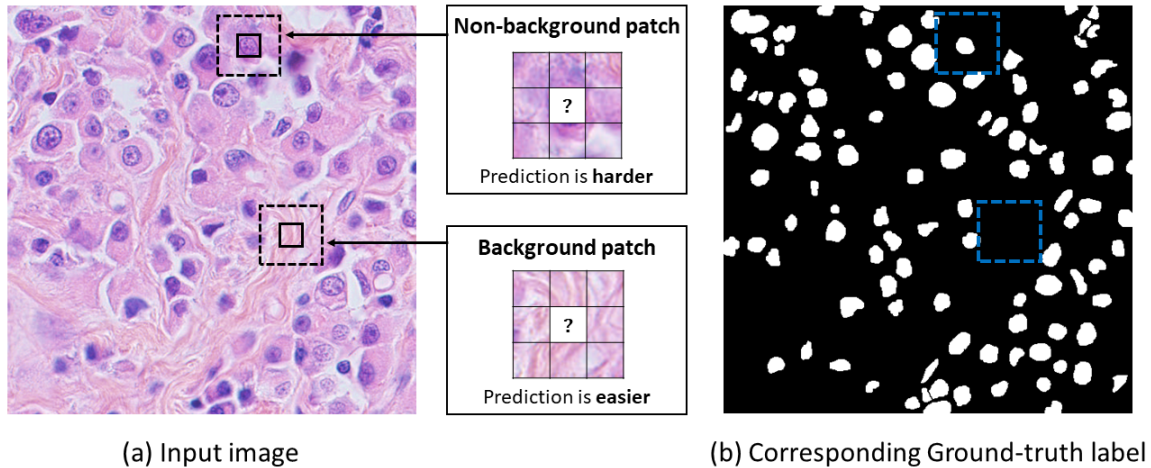 Non-background patch
?
Prediction is harder
Background patch
?
Prediction is easier
(a) Input image
(b) Corresponding Ground-truth label